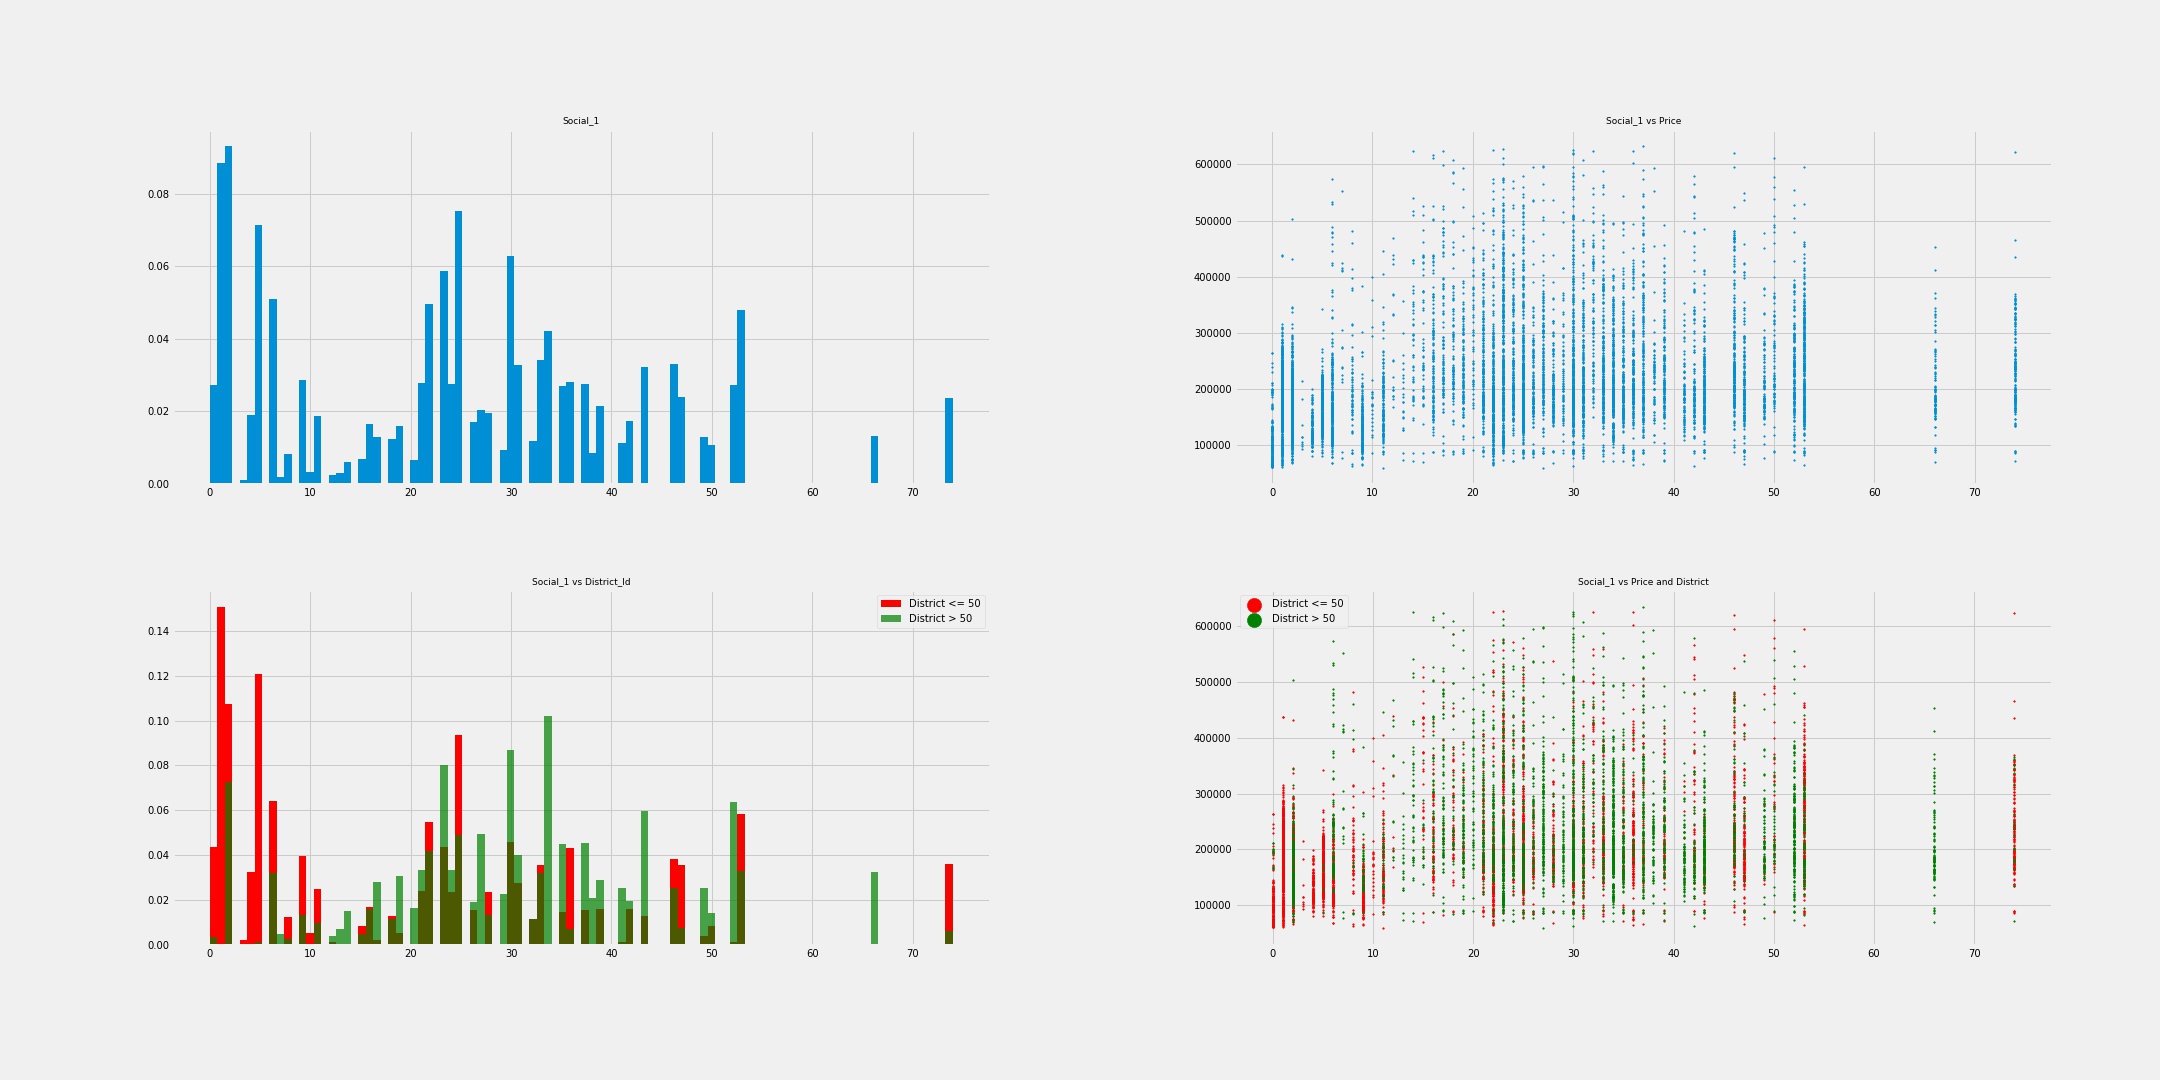 Social_1
0.08
0.06
0.04
0.02
0.00
0 10 20 30 40 50 60 70
Social_1 vs Price
600000
500000
400000
300000
200000
100000
0 10 20 30 40 50 60 70
Social_1 vs District_Id
District <= 50
District > 50
0.14
0.12
0.10
0.08
0.06
0.04
0.02
0.00
0 10 20 30 40 50 60 70
Social_1 vs Price and District
District <= 50
District > 50
600000
500000
400000
300000
200000
100000
0 10 20 30 40 50 60 70